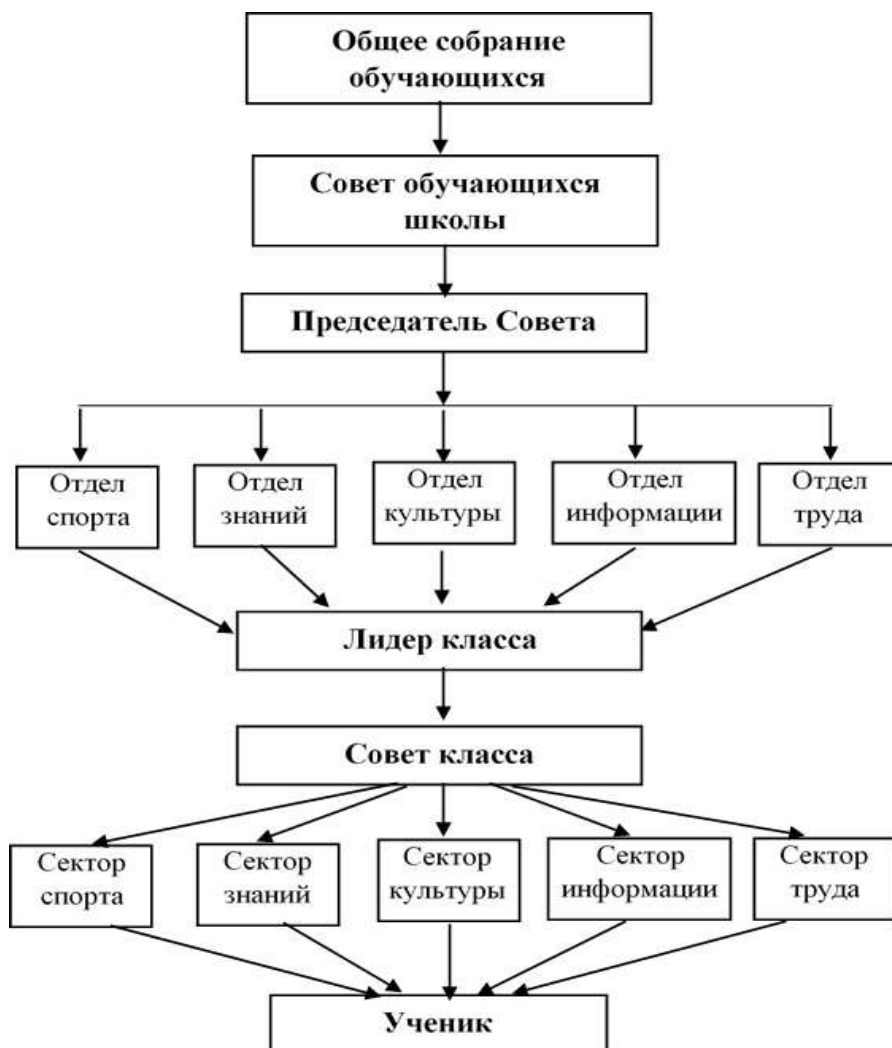 Общее собрание
обучающихся
Совет обучающихся
школы
Председатель Совета
Отдел
спорта
Отдел
знаний
Отдел
культуры
Отдел
информации
Отдел
труда
Лидер класса
Совет класса
Сектор
спорта
Сектор
знаний
Сектор
культуры
Сектор
информации
Сектор
труда
Ученик